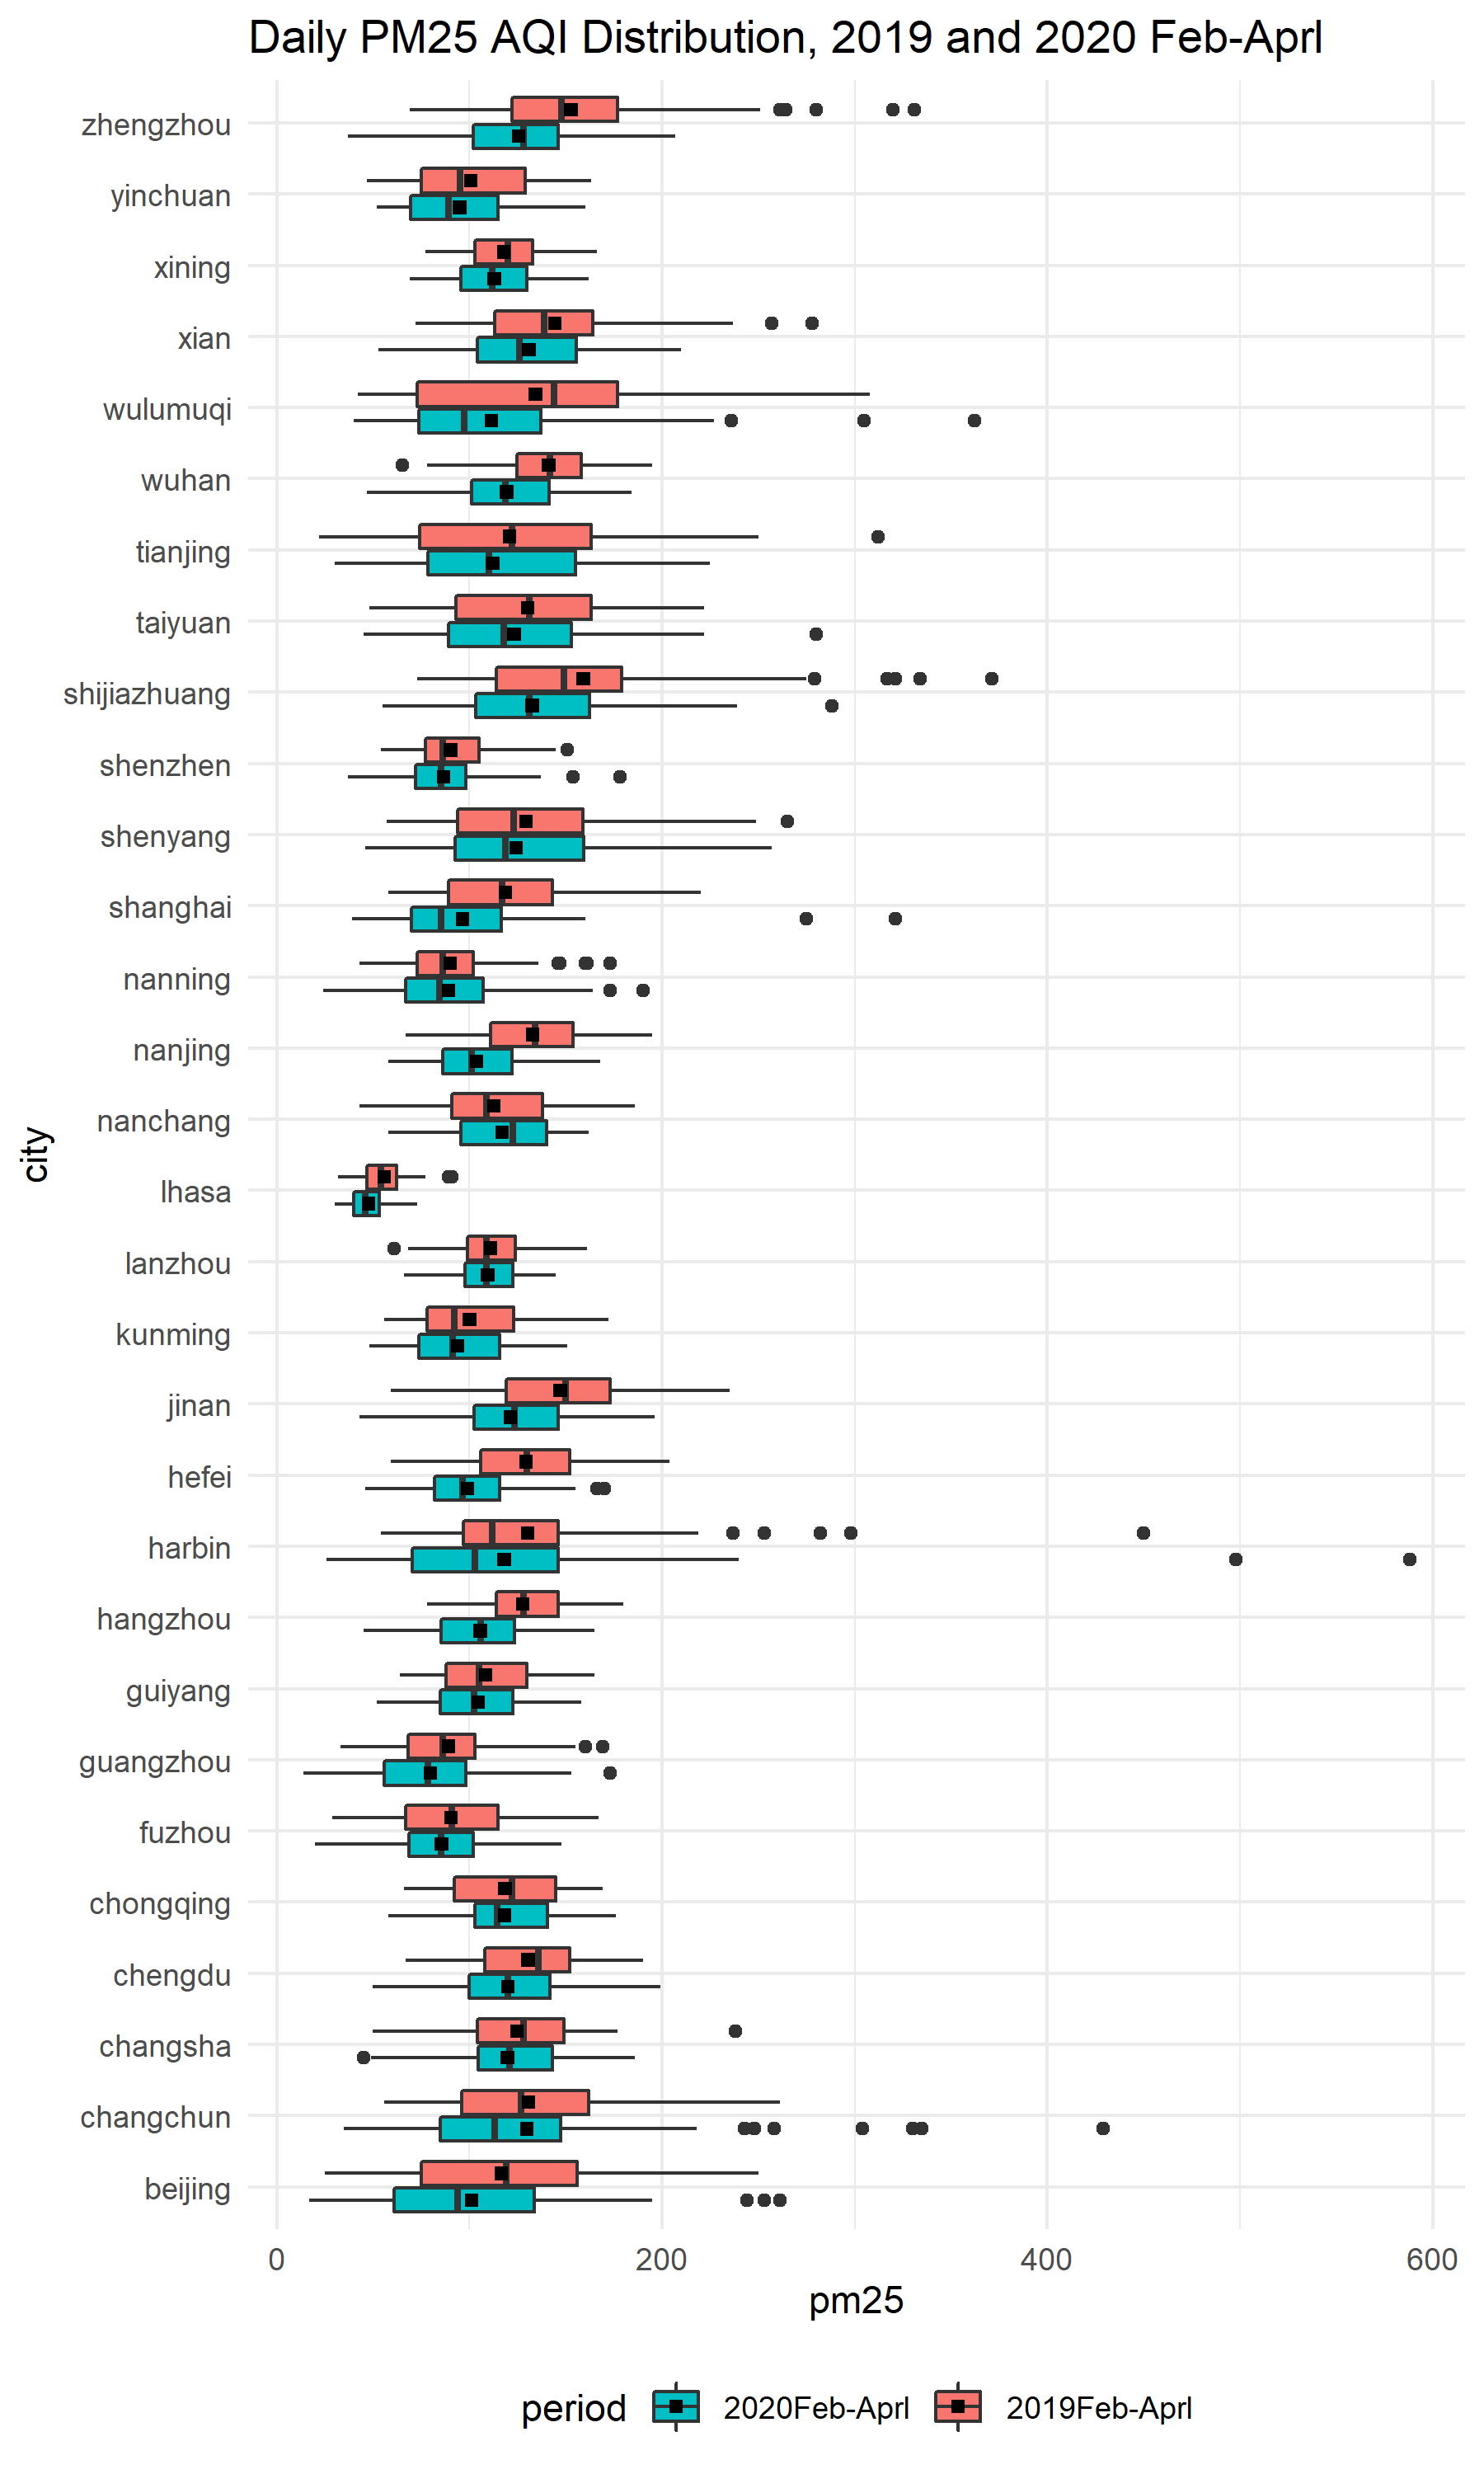 Daily PM25 AQI Distribution, 2019 and 2020 Feb-Aprl
zhengzhou
yinchuan
xining
xian
wulumuqi
wuhan
tianjing
taiyuan
shijiazhuang
shenzhen
shenyang
shanghai
nanning
nanjing
nanchang
lhasa
lanzhou
kunming
jinan
hefei
harbin
hangzhou
guiyang
guangzhou
fuzhou
chongqing
chengdu
changsha
changchun
beijing
city
0 200 400 600
pm25
period 2020Feb-Aprl 2019Feb-Aprl